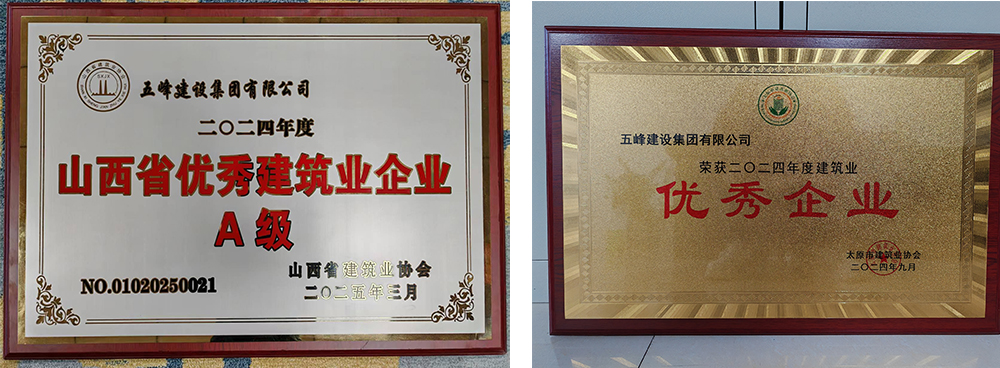 五峰建设集团有限公司
二〇二四年度
山西省优秀建筑业企业
A 级
山西省建筑业协会
二〇二五年三月
NO.01020250021
五峰建设集团有限公司
荣获二〇二四年度建筑业
优秀企业
太原市建筑业协会
二〇二四年九月